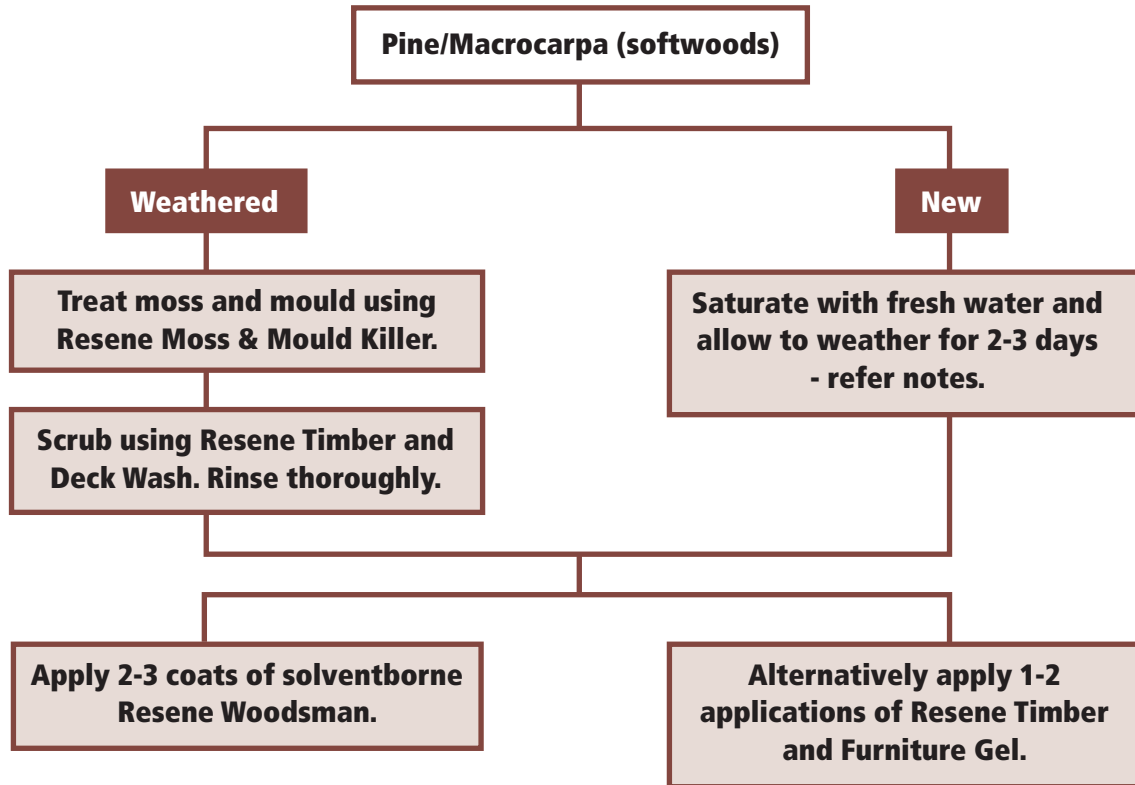 Pine/Macrocarpa (softwoods)
Weathered
New
Treat moss and mould using
Resene Moss & Mould Killer.
Saturate with fresh water and
allow to weather for 2-3 days
- refer notes.
Scrub using Resene Timber and
Deck Wash. Rinse thoroughly.
Apply 2-3 coats of solventborne
Resene Woodsman.
Alternatively apply 1-2
applications of Resene Timber
and Furniture Gel.